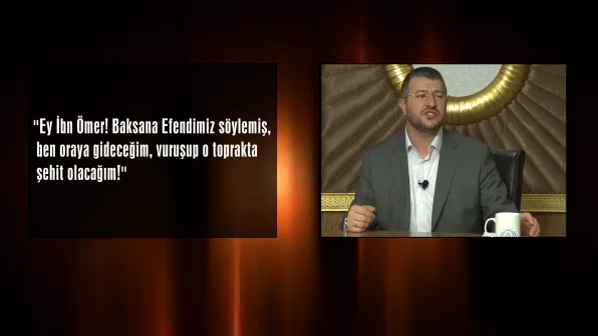 "Ey İbn Ömer! Baksana Efendimiz söylemiş,
ben oraya gideceğim, vuruşup o toprakta
şehit olacağım!"